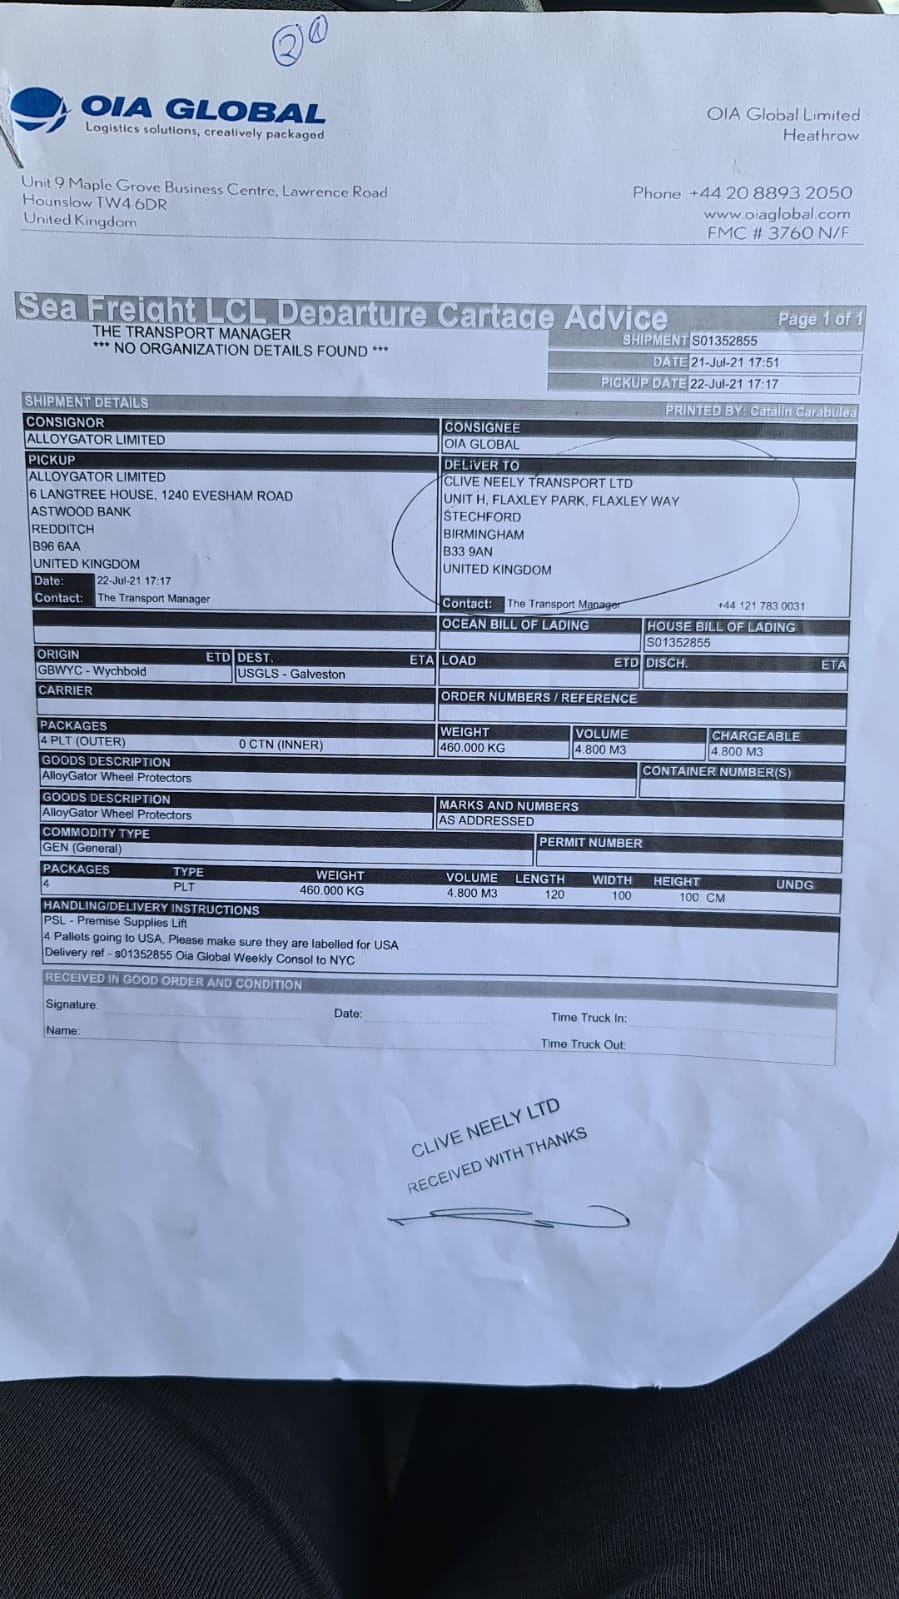 2 A
OIA GLOBAL
Logistics solutions, creatively packaged
OIA Global Limited
Heathrow
Unit 9 Maple Grove Business Centre, Lawrence Road
Hounslow TW4 6DR
United Kingdom
Phone +44 20 8893 2050
www.oiaglobal.com
FMC # 3760 N/F
Sea Freight LCL Departure Cartage Advice Page 1 of 1
THE TRANSPORT MANAGER
*** NO ORGANIZATION DETAILS FOUND ***
SHIPMENT S01352855
DATE 21-Jul-21 17:51
PICKUP DATE 22-Jul-21 17:17
SHIPMENT DETAILS PRINTED BY: Catalin Carabulea
CONSIGNOR
ALLOYGATOR LIMITED
CONSIGNEE
OIA GLOBAL
PICKUP
ALLOYGATOR LIMITED
6 LANGTREE HOUSE, 1240 EVESHAM ROAD
ASTWOOD BANK
REDDITCH
B96 6AA
UNITED KINGDOM
Date: 22-Jul-21 17:17
Contact: The Transport Manager
DELIVER TO
CLIVE NEELY TRANSPORT LTD
UNIT H, FLAXLEY PARK, FLAXLEY WAY
STECHFORD
BIRMINGHAM
B33 9AN
UNITED KINGDOM
Contact: The Transport Manager +44 121 783 0031
OCEAN BILL OF LADING HOUSE BILL OF LADING
S01352855
ORIGIN ETD DEST. ETA LOAD ETD DISCH. ETA
GBWYC - Wychbold USGLS - Galveston
CARRIER ORDER NUMBERS / REFERENCE
PACKAGES WEIGHT VOLUME CHARGEABLE
4 PLT (OUTER) 0 CTN (INNER) 460.000 KG 4.800 M3 4.800 M3
GOODS DESCRIPTION CONTAINER NUMBER(S)
AlloyGator Wheel Protectors
GOODS DESCRIPTION MARKS AND NUMBERS
AlloyGator Wheel Protectors AS ADDRESSED
COMMODITY TYPE PERMIT NUMBER
GEN (General)
PACKAGES TYPE WEIGHT VOLUME LENGTH WIDTH HEIGHT UNDG
4 PLT 460.000 KG 4.800 M3 120 100 100 CM
HANDLING/DELIVERY INSTRUCTIONS
PSL - Premise Supplies Lift
4 Pallets going to USA, Please make sure they are labelled for USA
Delivery ref - s01352855 Oia Global Weekly Consol to NYC
RECEIVED IN GOOD ORDER AND CONDITION
Signature: Date: Time Truck In:
Name: Time Truck Out:
CLIVE NEELY LTD
RECEIVED WITH THANKS